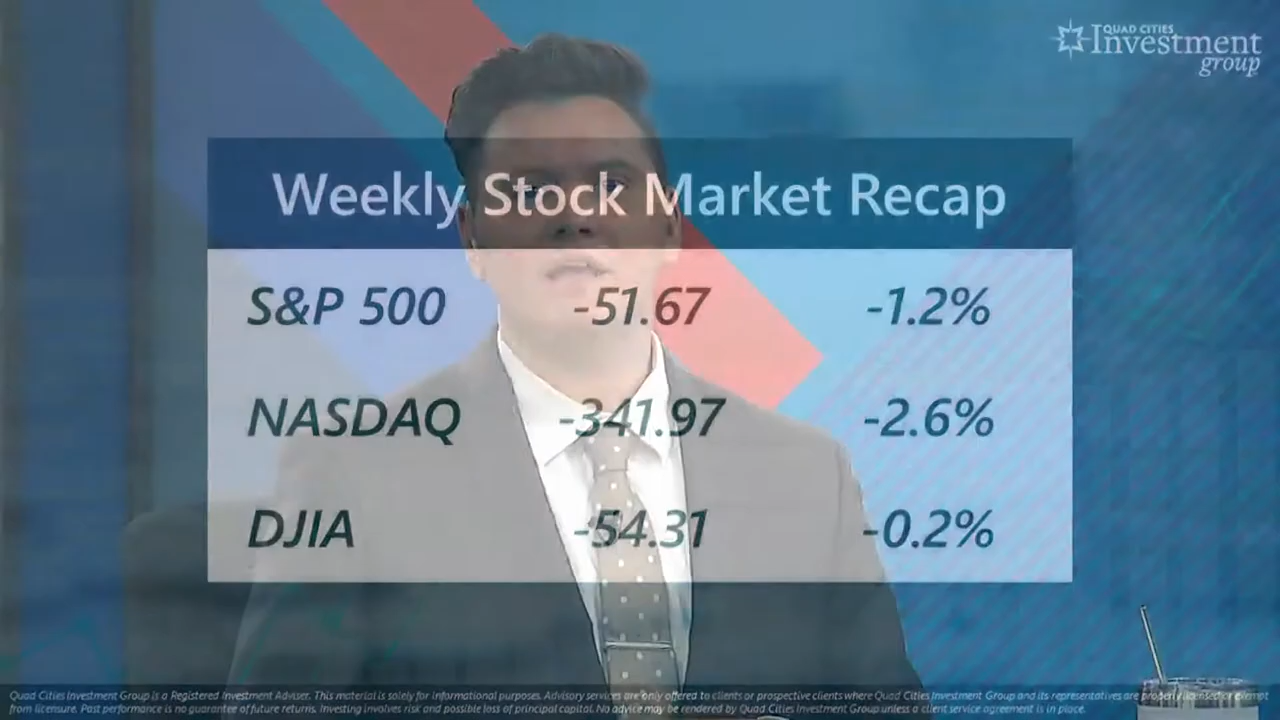 QUAD CITIES
Investment
group
Weekly Stock Market Recap
S&P 500 -51.67 -1.2%
NASDAQ -341.97 -2.6%
DJIA -54.31 -0.2%
Quad Cities Investment Group is a Registered Investment Adviser. This material is solely for informational purposes. Advisory services are only offered to clients or prospective clients where Quad Cities Investment Group and its representatives are properly licensed or exempt
from licensure. Past performance is no guarantee of future returns. Investing involves risk and possible loss of principal capital. No advice may be rendered by Quad Cities Investment Group unless a client service agreement is in place.